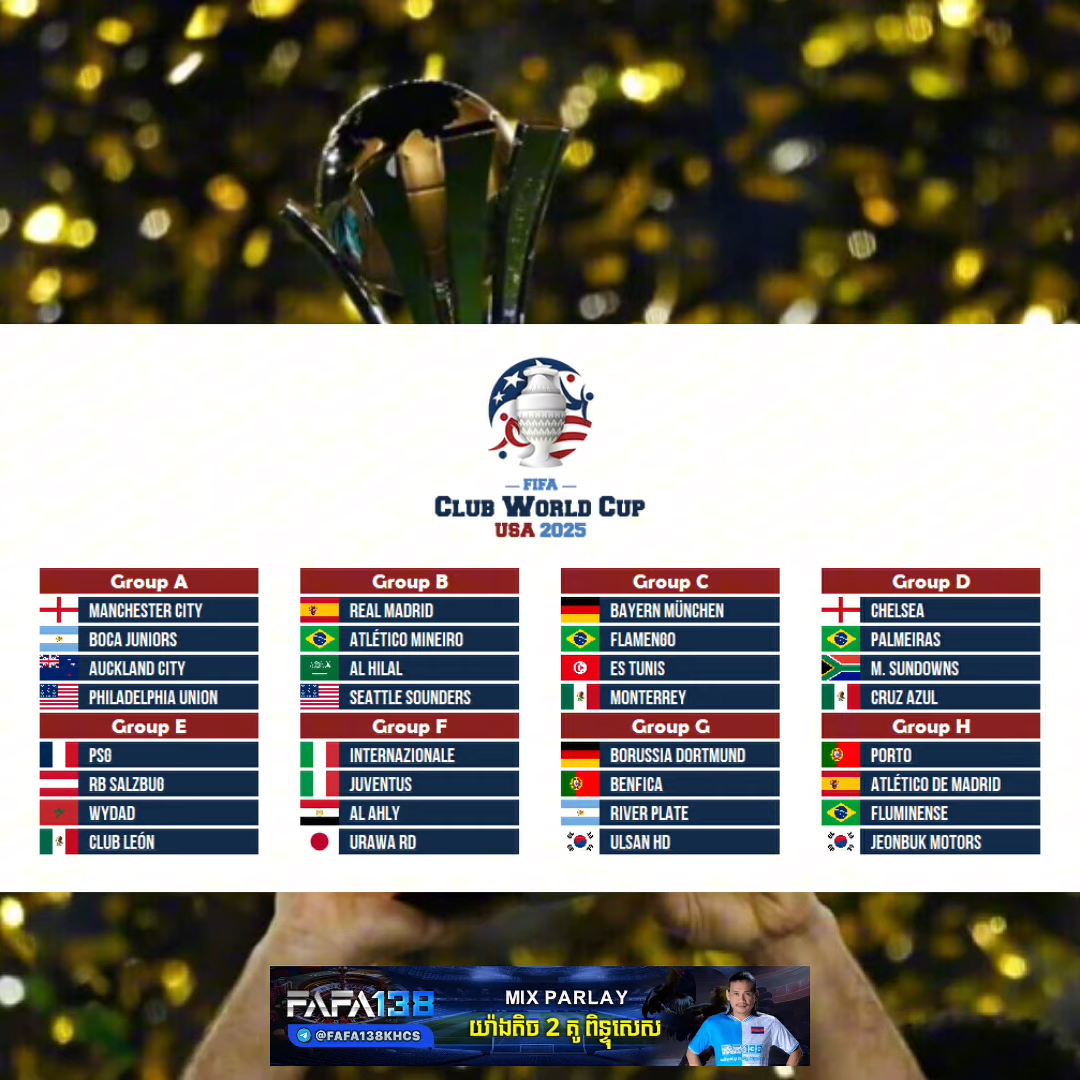 FIFA
CLUB WORLD CUP
USA 2025
Group A
MANCHESTER CITY
BOCA JUNIORS
AUCKLAND CITY
PHILADELPHIA UNION
Group B
REAL MADRID
ATLÉTICO MINEIRO
AL HILAL
SEATTLE SOUNDERS
Group C
BAYERN MÜNCHEN
FLAMENGO
ES TUNIS
MONTERREY
Group D
CHELSEA
PALMEIRAS
M. SUNDOWNS
CRUZ AZUL
Group E
PSG
RB SALZBUG
WYDAD
CLUB LEÓN
Group F
INTERNAZIONALE
JUVENTUS
AL AHLY
URAWA RD
Group G
BORUSSIA DORTMUND
BENFICA
RIVER PLATE
ULSAN HD
Group H
PORTO
ATLÉTICO DE MADRID
FLUMINENSE
JEONBUK MOTORS
FAFA138
@FAFA138KHCS
MIX PARLAY
យ៉ាងតិច 2 គូ ពិន្ទុសេស